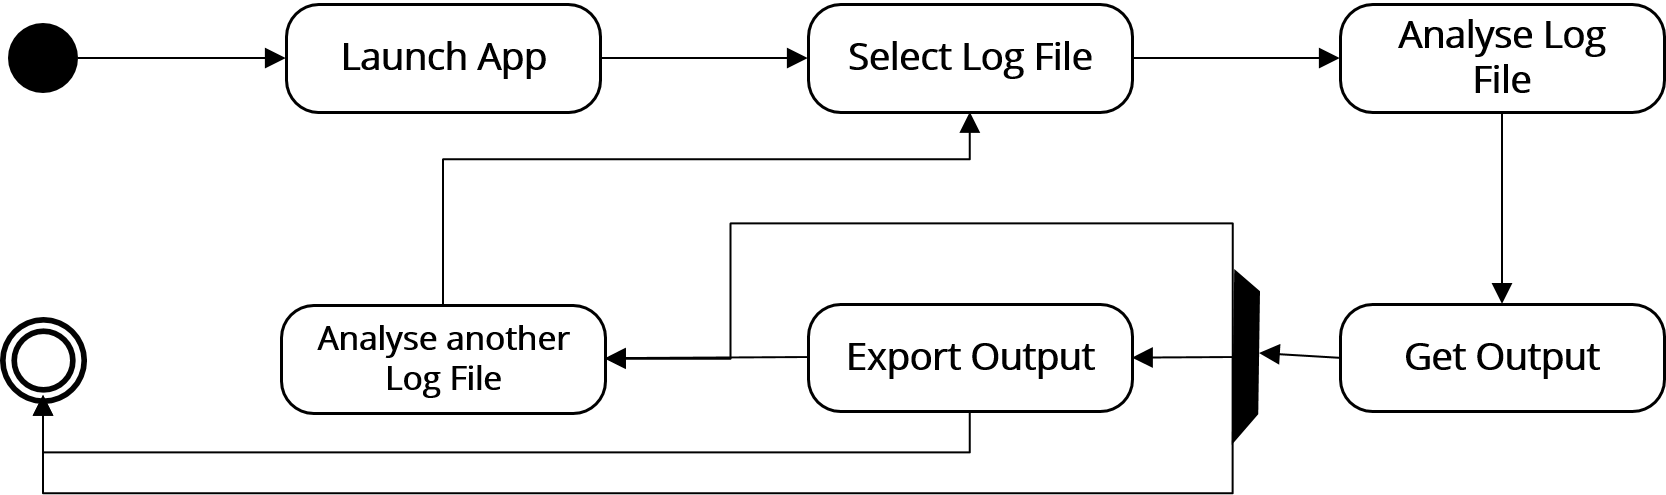 Launch App
Select Log File
Analyse Log
File
Analyse another
Log File
Export Output
Get Output